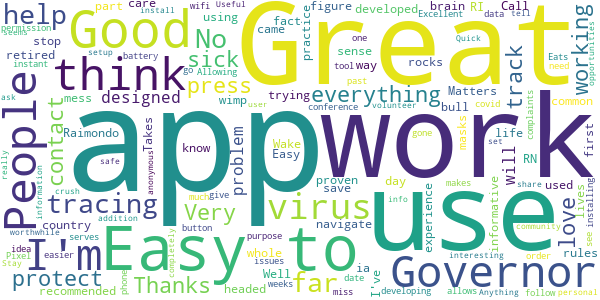 help
retired
stop
part
care
wifi
using
install
permission
seems
battery
instant
setup
Good
No
developed
figure
fact
came
Excellent
practice
brain
data
RI
Call
tell
Useful
Great
Quick
Eats
rocks
sense
way
one
tool
past
Allowing
go
sick
think
designed
press
everything
Matters
need
opportunities
working
track
common
covid
bull
mess
wimp
trying
conference
user
volunteer
masks
complaints
first
People
contact
Raimondo
Takes
anonymous
ask
really
app
work
know
problem
Wake
Easy
day
gone
set
life
will
RN
used
installing
safe
information
tracing
crush
much
give
virus
proven
save
button
info
use
experience
makes
informative
love
share
lives
see
community
worthwhile
idea
country
addition
Very
navigate
purpose
I'm
Easy to
far
Governor
interesting
rules
Pixel
easier
serves
completely
phone
whole
issues
ia
I've
developing
order
protect
Stay
Thanks
Well
headed
weeks
date
miss
allows
Anything
follow
personal
recommended
hours